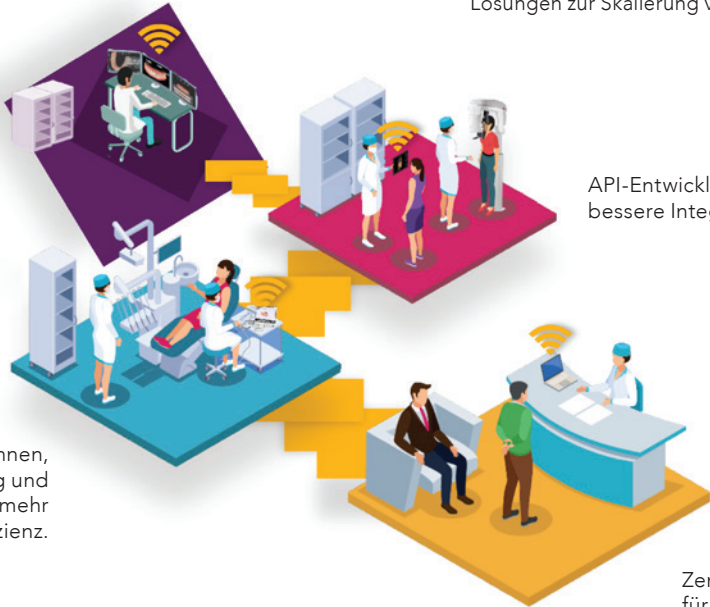 Lösungen zur Skalierung
API-Entwickl
bessere Integ
nnen,
g und
mehr
zienz.
Zer
für